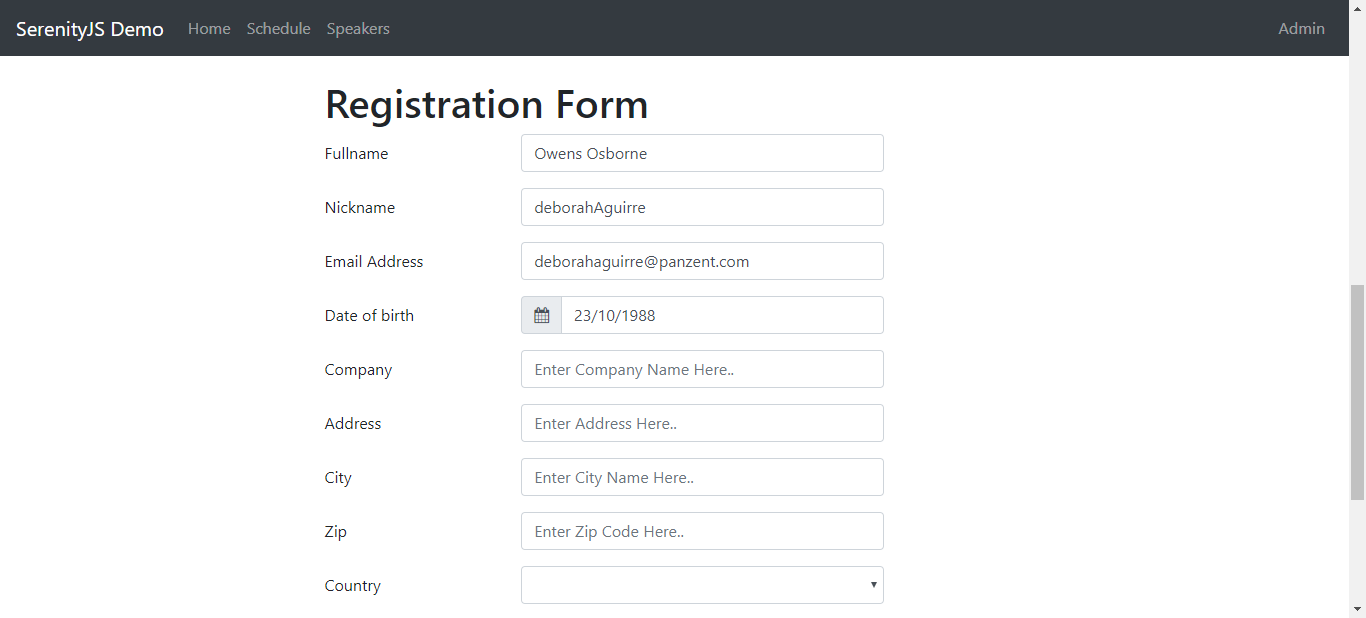 SerenityJS Demo Home Schedule Speakers Admin
Registration Form
Fullname Owens Osborne
Nickname deborahAguirre
Email Address deborahaguirre@panzent.com
Date of birth 23/10/1988
Company Enter Company Name Here..
Address Enter Address Here..
City Enter City Name Here..
Zip Enter Zip Code Here..
Country